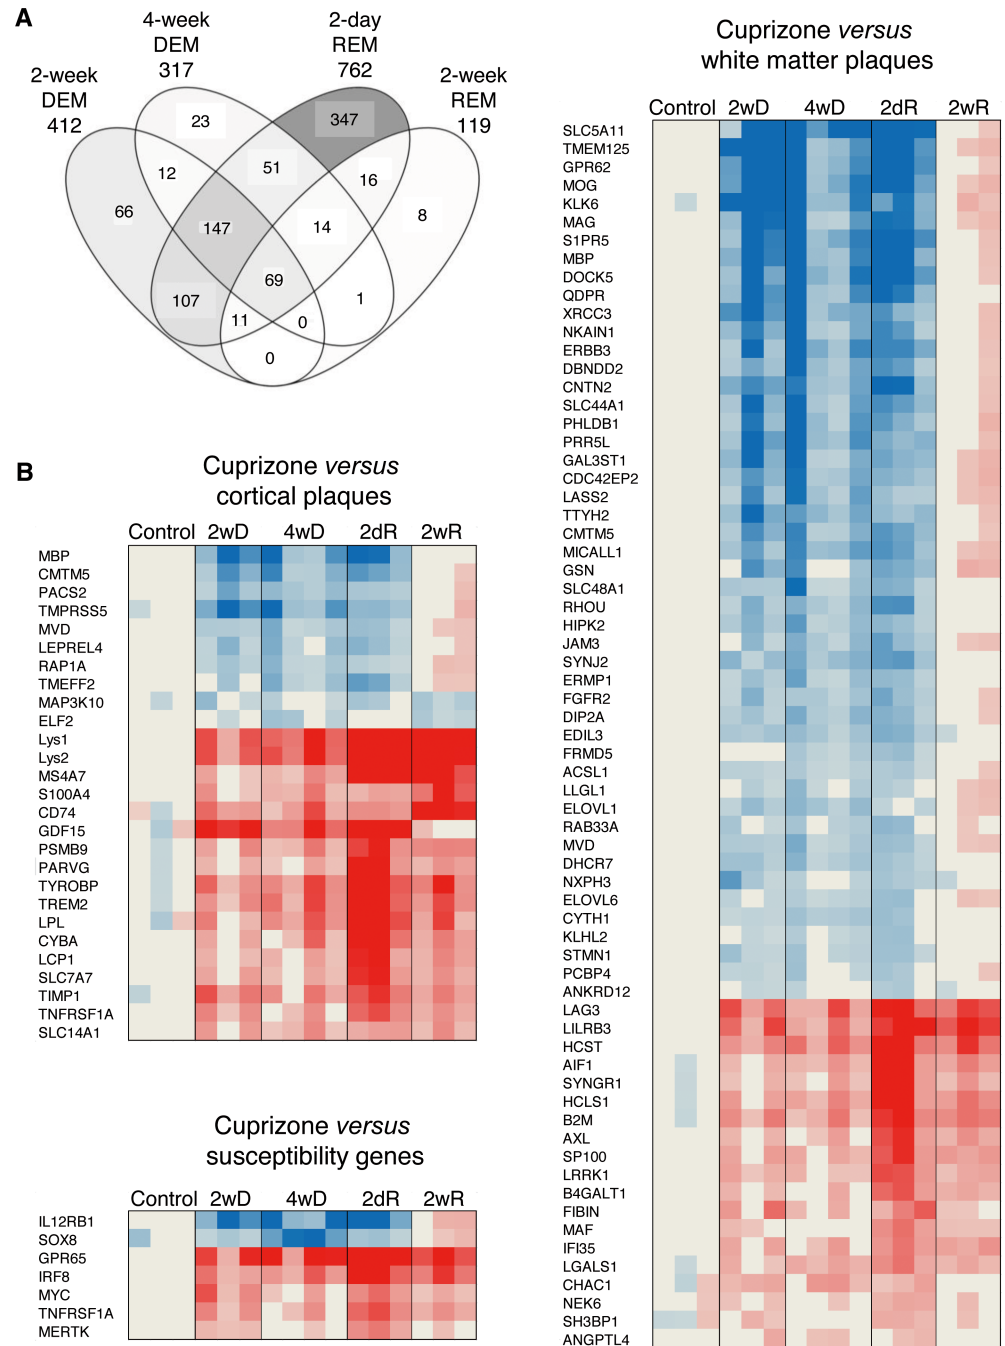 A
4-week
DEM
317
2-day
REM
762
2-week
DEM
412
2-week
REM
119
23
347
12
51
16
66
147
14
8
69
107
11
0
1
0
B
Cuprizone versus
cortical plaques
Control 2wD 4wD 2dR 2wR
MBP
CMTM5
PACS2
TMPRSS5
MVD
LEPREL4
RAP1A
TMEFF2
MAP3K10
ELF2
Lys1
Lys2
MS4A7
S100A4
CD74
GDF15
PSMB9
PARVG
TYROBP
TREM2
LPL
CYBA
LCP1
SLC7A7
TIMP1
TNFRSF1A
SLC14A1
Cuprizone versus
susceptibility genes
Control 2wD 4wD 2dR 2wR
IL12RB1
SOX8
GPR65
IRF8
MYC
TNFRSF1A
MERTK
Cuprizone versus
white matter plaques
Control 2wD 4wD 2dR 2wR
SLC5A11
TMEM125
GPR62
MOG
KLK6
MAG
S1PR5
MBP
DOCK5
QDPR
XRCC3
NKAIN1
ERBB3
DBNDD2
CNTN2
SLC44A1
PHLDB1
PRR5L
GAL3ST1
CDC42EP2
LASS2
TTYH2
CMTM5
MICALL1
GSN
SLC48A1
RHOU
HIPK2
JAM3
SYNJ2
ERMP1
FGFR2
DIP2A
EDIL3
FRMD5
ACSL1
LLGL1
ELOVL1
RAB33A
MVD
DHCR7
NXPH3
ELOVL6
CYTH1
KLHL2
STMN1
PCBP4
ANKRD12
LAG3
LILRB3
HCST
AIF1
SYNGR1
HCLS1
B2M
AXL
SP100
LRRK1
B4GALT1
FIBIN
MAF
IFI35
LGALS1
CHAC1
NEK6
SH3BP1
ANGPTL4